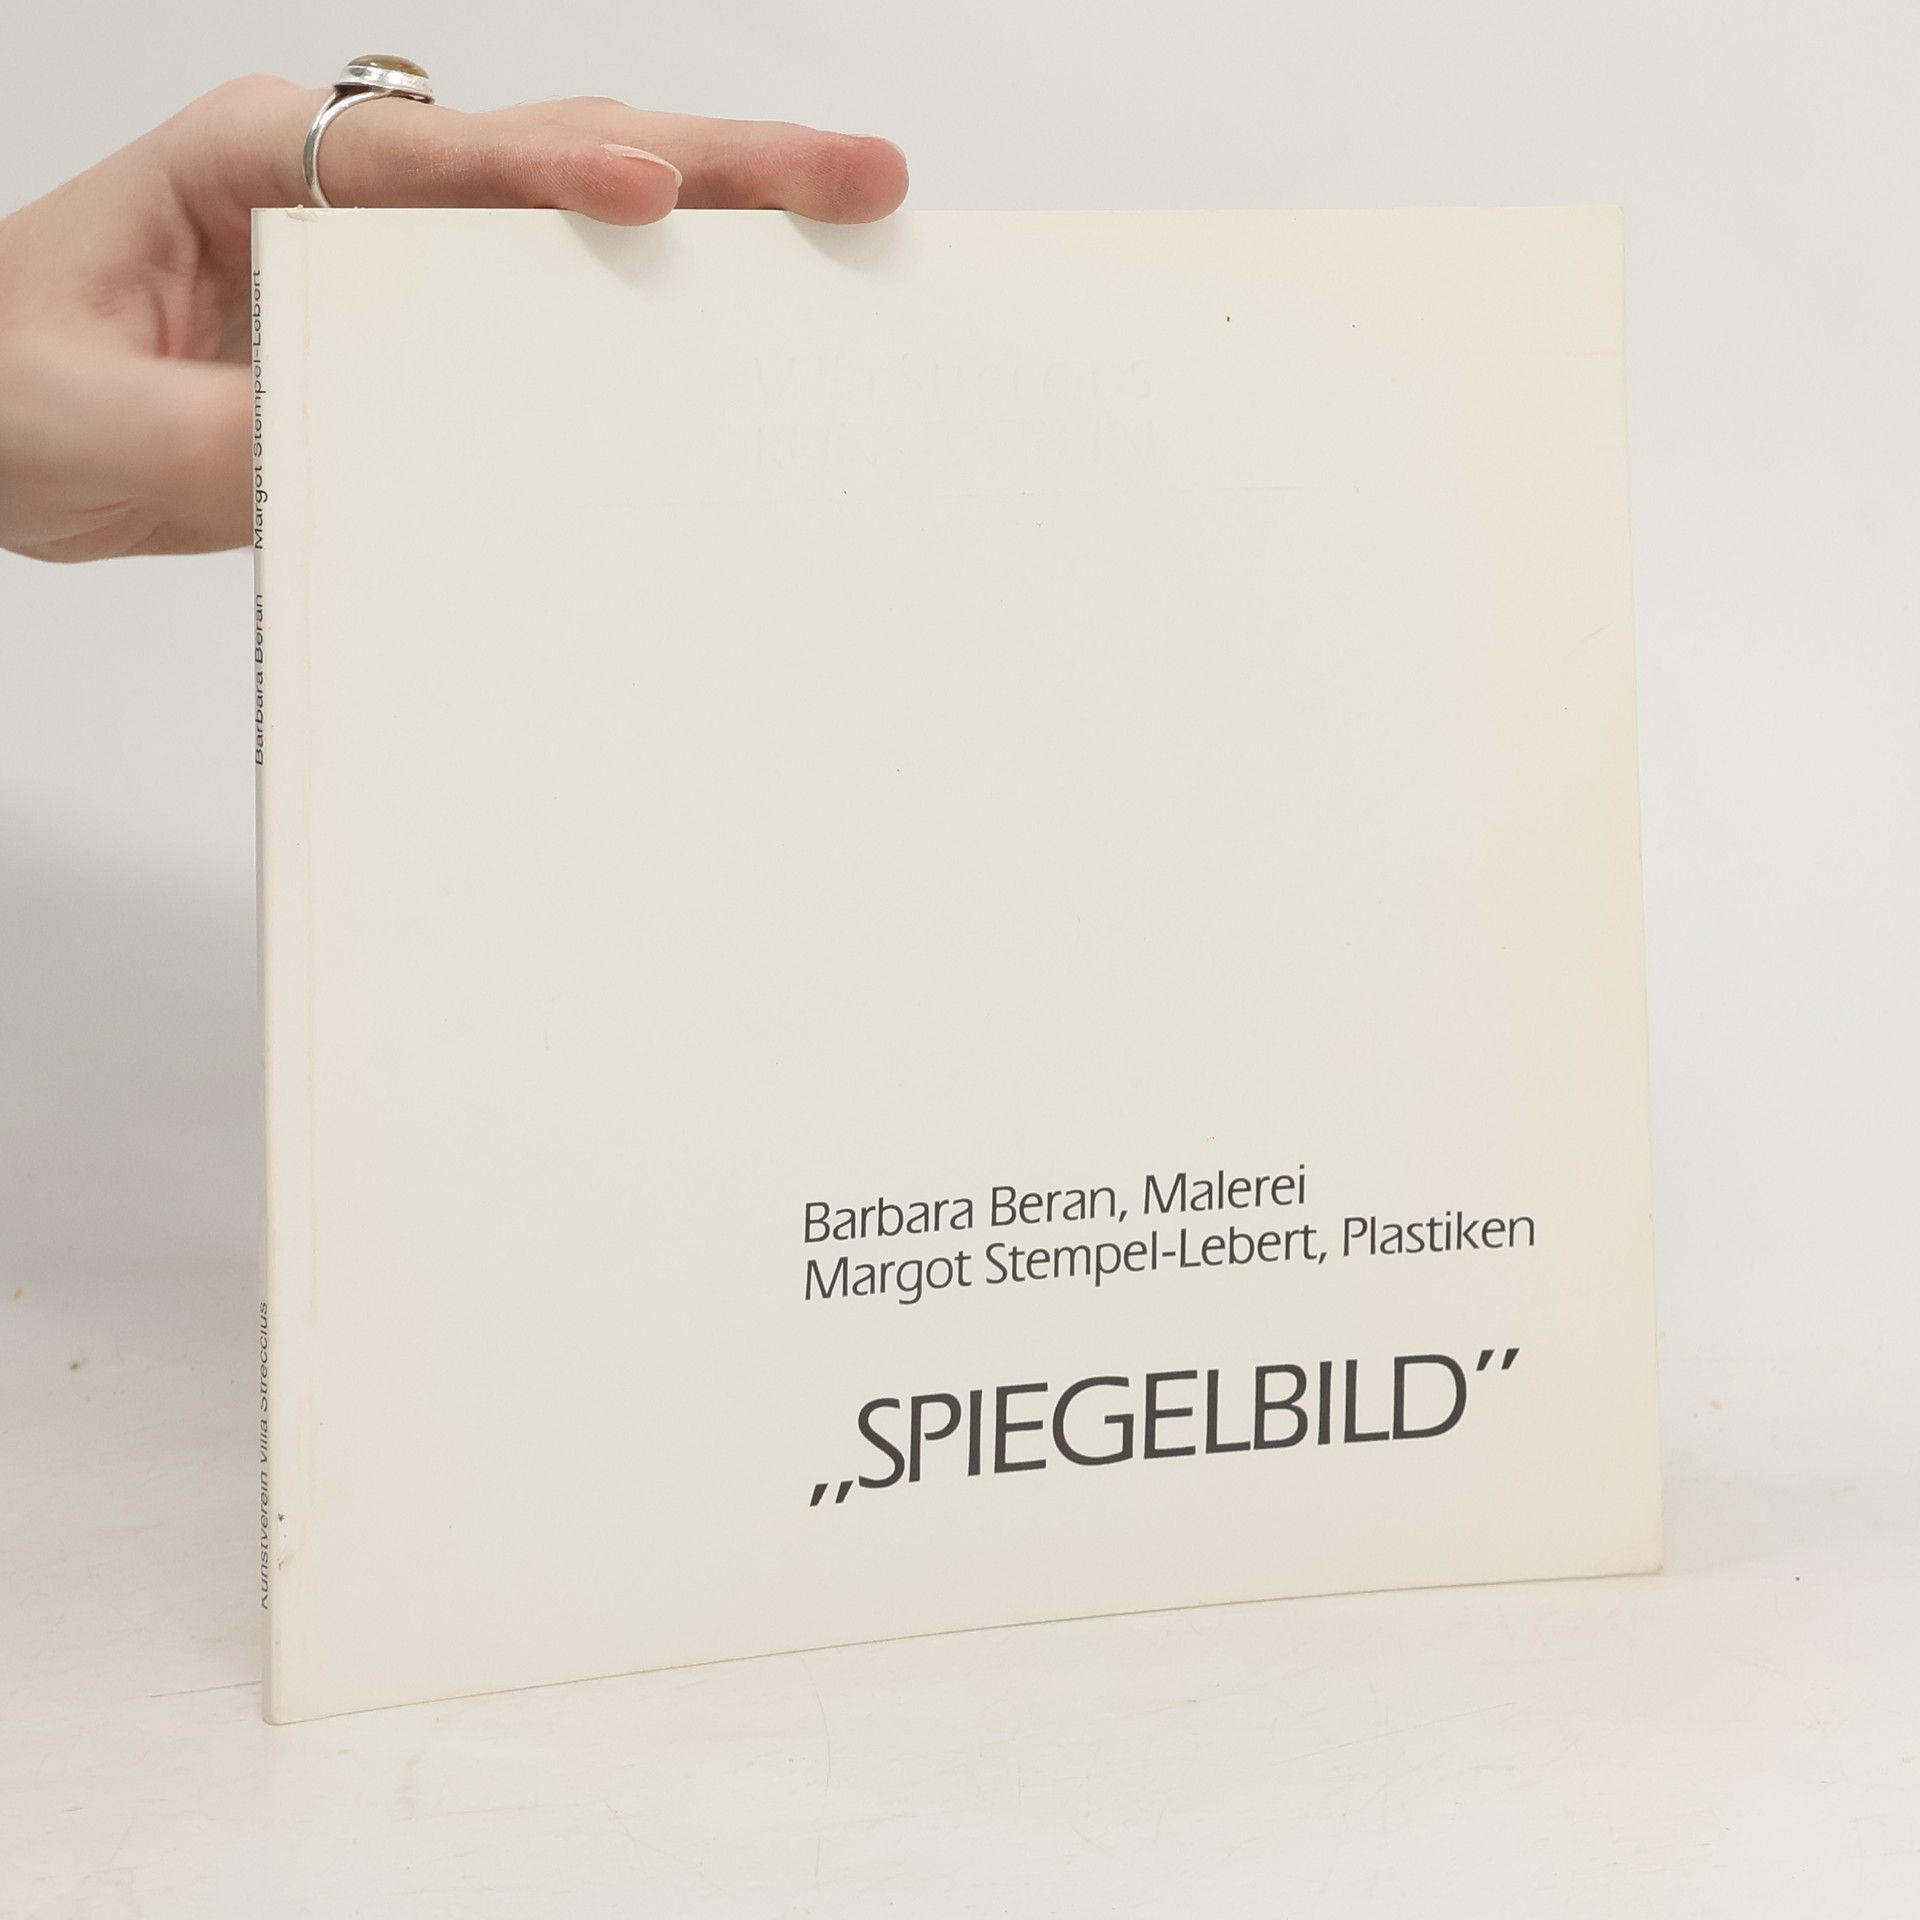 Barbara Beran, Malerei
Margot Stempel-Lebert, Plastiken
„SPIEGELBILD”
Kunstverein Villa Streccius Barbara Beran Margot Stempel-Lebert